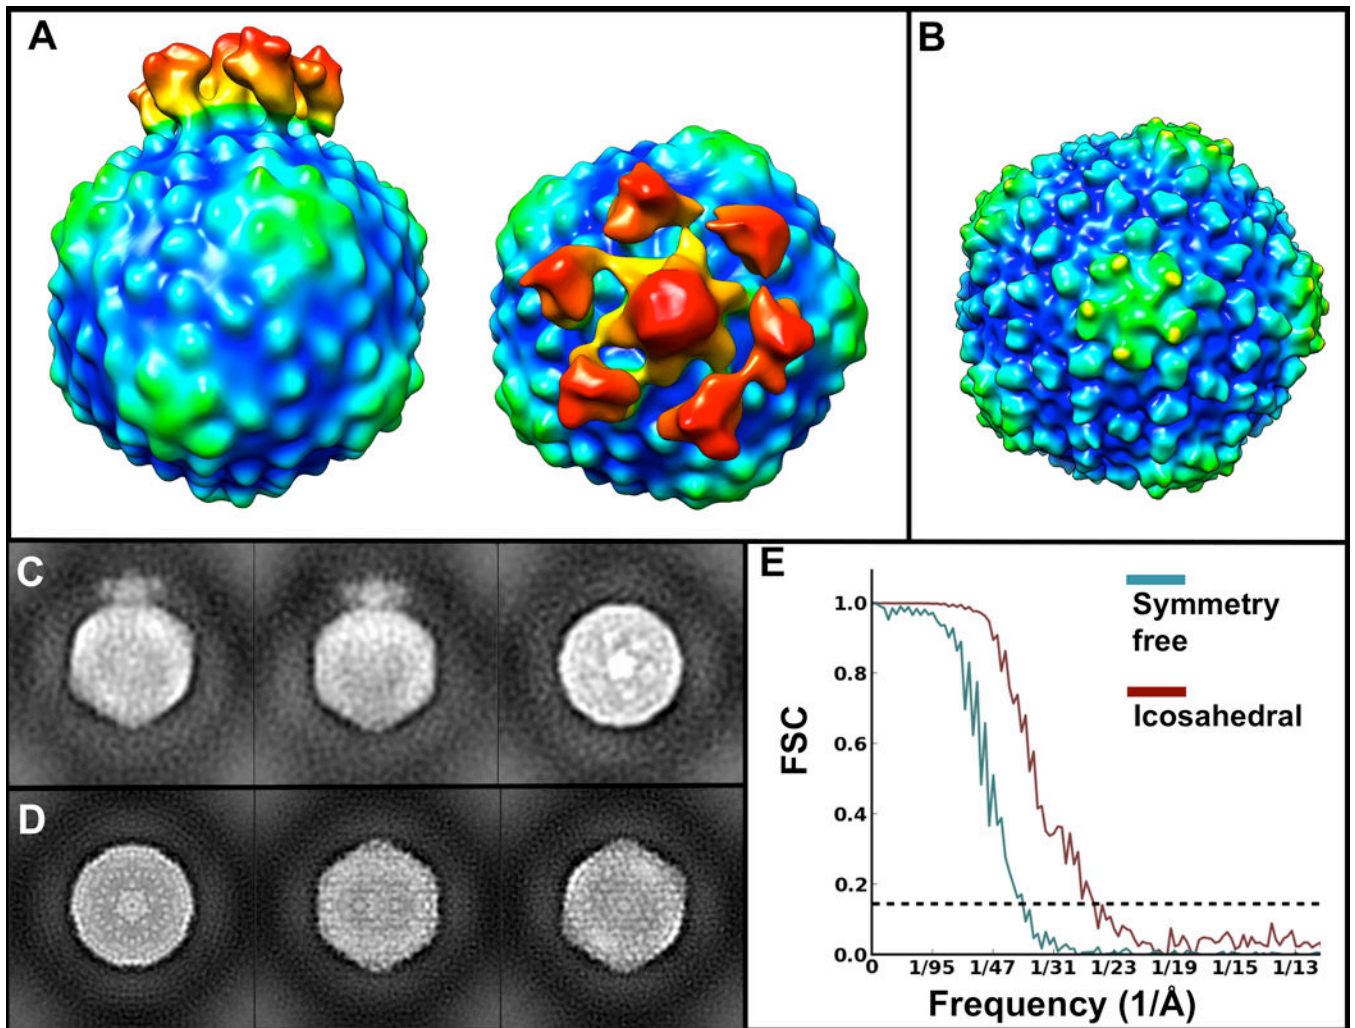 A
B
C
D
E
1.0
0.8
0.6
0.4
0.2
0.0
FSC
Symmetry
free
Icosahedral
0 1/95 1/47 1/31 1/23 1/19 1/15 1/13
Frequency (1/Å)